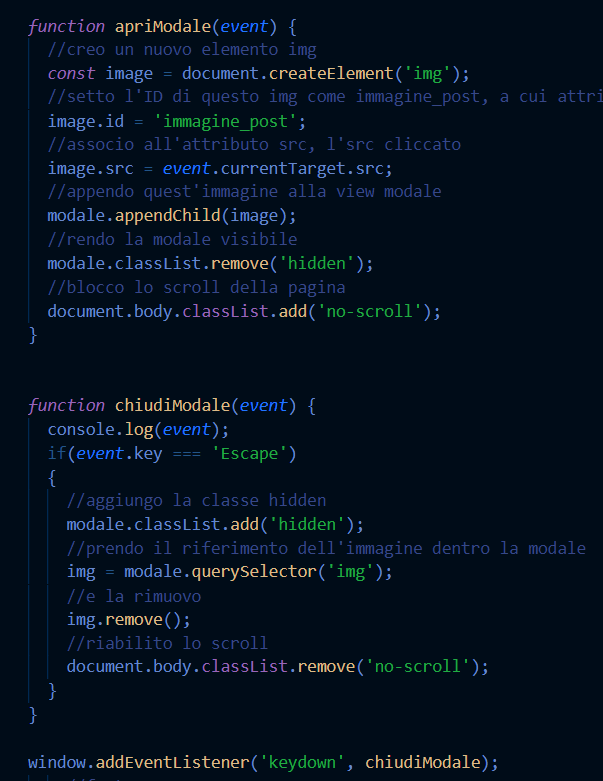 function apriModale(event) {
//creo un nuovo elemento img
const image = document.createElement('img');
//setto l'ID di questo img come immagine_post, a cui attri
image.id = 'immagine_post';
//associo all'attributo src, l'src cliccato
image.src = event.currentTarget.src;
//appendo quest'immagine alla view modale
modale.appendChild(image);
//rendo la modale visibile
modale.classList.remove('hidden');
//blocco lo scroll della pagina
document.body.classList.add('no-scroll');
}
function chiudiModale(event) {
console.log(event);
if(event.key === 'Escape')
{
//aggiungo la classe hidden
modale.classList.add('hidden');
//prendo il riferimento dell'immagine dentro la modale
img = modale.querySelector('img');
//e la rimuovo
img.remove();
//riabilito lo scroll
document.body.classList.remove('no-scroll');
}
}
window.addEventListener('keydown', chiudiModale);